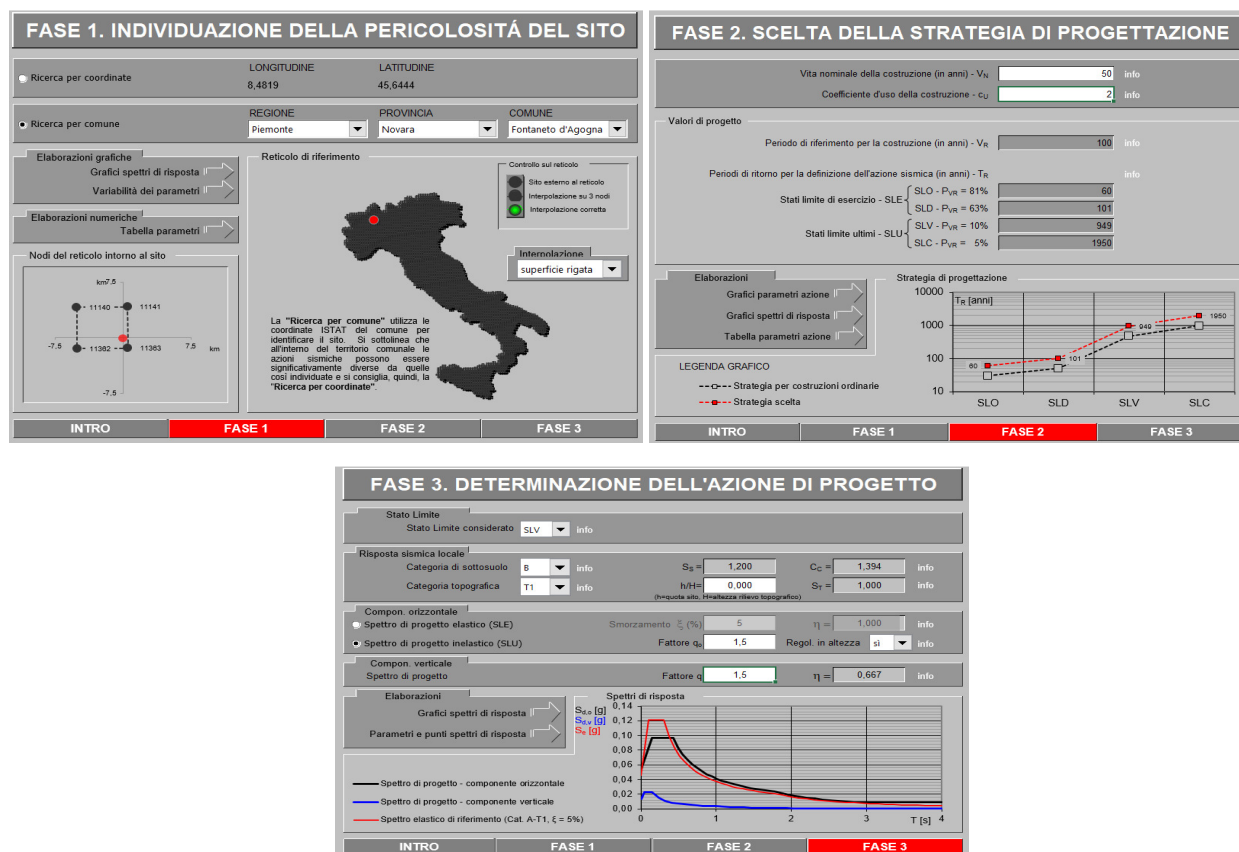 FASE 1. INDIVIDUAZIONE DELLA PERICOLOSITÁ DEL SITO
Ricerca per coordinate
LONGITUDINE LATITUDINE
8,4819 45,6444
Ricerca per comune
REGIONE PROVINCIA COMUNE
Piemonte Novara Fontaneto d'Agogna
Elaborazioni grafiche
Grafici spettri di risposta
Variabilità dei parametri
Elaborazioni numeriche
Tabella parametri
Nodi del reticolo intorno al sito
km7,5
11140 11141
-7,5 11362 11363 7,5 km
-7,5
Reticolo di riferimento
Controllo sul reticolo
Sito esterno al reticolo
Interpolazione su 3 nodi
Interpolazione corretta
Interpolazione
superficie rigata
La "Ricerca per comune" utilizza le
coordinate ISTAT del comune per
identificare il sito. Si sottolinea che
all'interno del territorio comunale le
azioni sismiche possono essere
significativamente diverse da quelle
così individuate e si consiglia, quindi, la
"Ricerca per coordinate".
INTRO FASE 1 FASE 2 FASE 3
FASE 2. SCELTA DELLA STRATEGIA DI PROGETTAZIONE
Vita nominale della costruzione (in anni) - VN 50 info
Coefficiente d'uso della costruzione - cU 2 info
Valori di progetto
Periodo di riferimento per la costruzione (in anni) - VR 100 info
Periodi di ritorno per la definizione dell'azione sismica (in anni) - TR info
Stati limite di esercizio - SLE
SLO - PVR = 81% 60
SLD - PVR = 63% 101
Stati limite ultimi - SLU
SLV - PVR = 10% 949
SLC - PVR = 5% 1950
Elaborazioni
Grafici parametri azione
Grafici spettri di risposta
Tabella parametri azione
LEGENDA GRAFICO
Strategia per costruzioni ordinarie
Strategia scelta
Strategia di progettazione
TR [anni]
10000
1000
100
10
60 101 949 1950
SLO SLD SLV SLC
INTRO FASE 1 FASE 2 FASE 3
FASE 3. DETERMINAZIONE DELL'AZIONE DI PROGETTO
Stato Limite
Stato Limite considerato SLV info
Risposta sismica locale
Categoria di sottosuolo B info SS = 1,200 CC = 1,394 info
Categoria topografica T1 info h/H= 0,000 ST = 1,000 info
(h=quota sito, H=altezza rilievo topografico)
Compon. orizzontale
Spettro di progetto elastico (SLE) Smorzamento ξ (%) 5 η = 1,000 info
Spettro di progetto inelastico (SLU) Fattore qo 1,5 Regol. in altezza sì info
Compon. verticale
Spettro di progetto Fattore q 1,5 η = 0,667 info
Elaborazioni
Grafici spettri di risposta
Parametri e punti spettri di risposta
Spettro di progetto - componente orizzontale
Spettro di progetto - componente verticale
Spettro elastico di riferimento (Cat. A-T1, ξ = 5%)
Spettri di risposta
Sd,o [g]
Sd,v [g]
Se [g]
0,14
0,12
0,10
0,08
0,06
0,04
0,02
0,00
0 1 2 3 T [s] 4
INTRO FASE 1 FASE 2 FASE 3